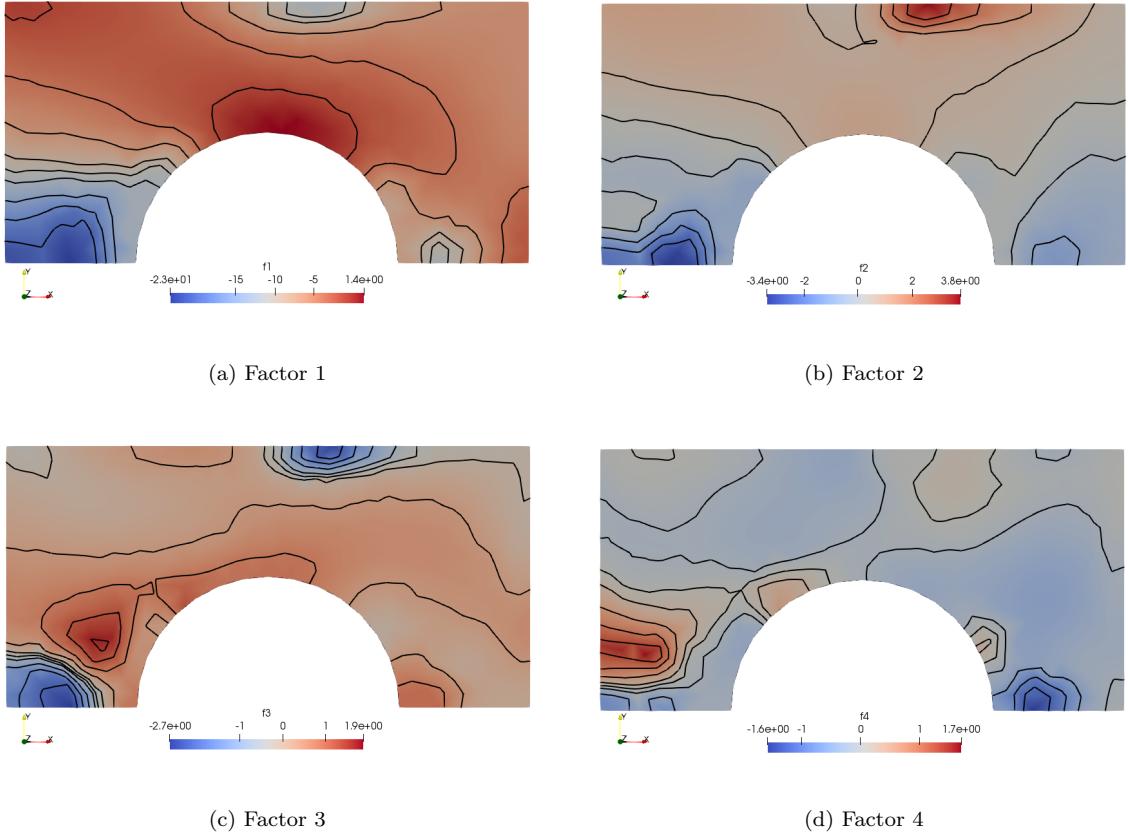 f1
-2.3e+01 -15 -10 -5 1.4e+00
Y
Z X
(a) Factor 1
f2
-3.4e+00 -2 0 2 3.8e+00
Y
Z X
(b) Factor 2
f3
-2.7e+00 -1 0 1 1.9e+00
Y
Z X
(c) Factor 3
f4
-1.6e+00 -1 0 1 1.7e+00
Y
Z X
(d) Factor 4